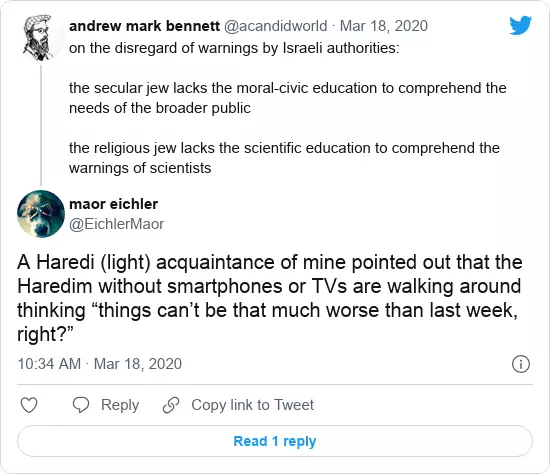 andrew mark bennett @acandidworld · Mar 18, 2020
on the disregard of warnings by Israeli authorities:
the secular jew lacks the moral-civic education to comprehend the
needs of the broader public
the religious jew lacks the scientific education to comprehend the
warnings of scientists
maor eichler
@EichlerMaor
A Haredi (light) acquaintance of mine pointed out that the
Haredim without smartphones or TVs are walking around
thinking “things can’t be that much worse than last week,
right?”
10:34 AM · Mar 18, 2020
Reply Copy link to Tweet
Read 1 reply